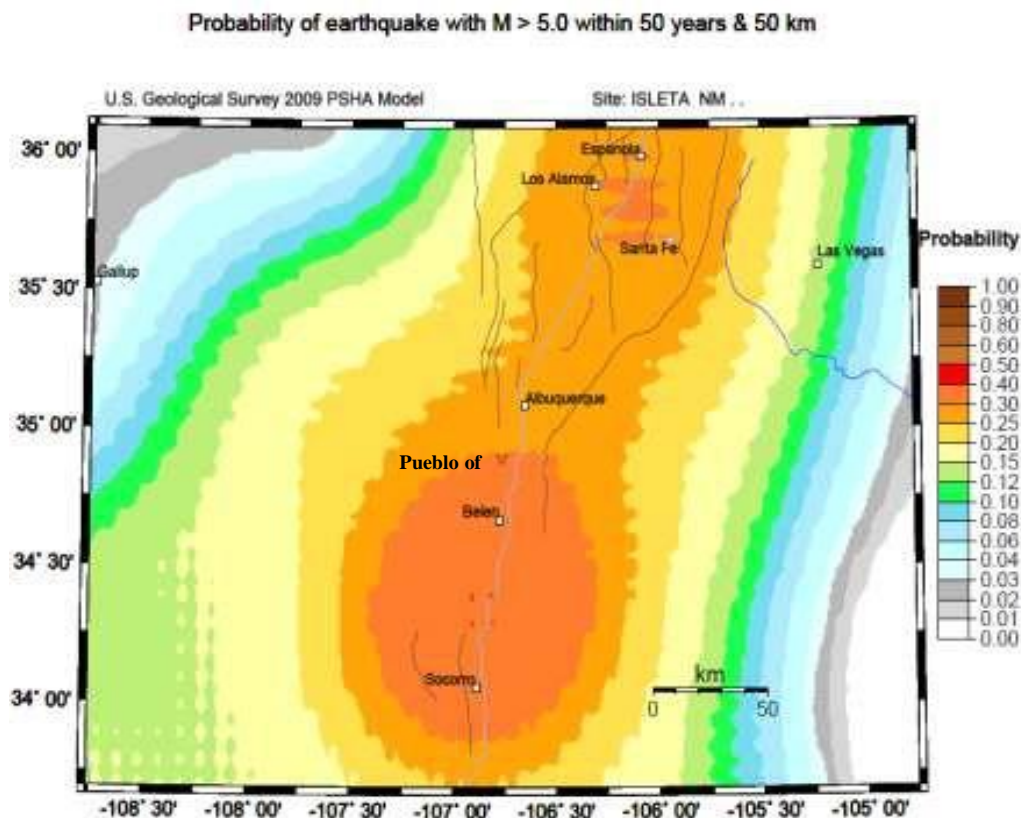 Probability of earthquake with M > 5.0 within 50 years & 50 km
U.S. Geological Survey 2009 PSHA Model
Site: ISLETA NM . .
36° 00'
35° 30'
35° 00'
34° 30'
34° 00'
Espanola
Los Alamos
Santa Fe
Las Vegas
Gallup
Albuquerque
Pueblo of
Belen
Socorro
km
0 50
Probability
1.00
0.90
0.80
0.60
0.50
0.40
0.30
0.20
0.15
0.12
0.10
0.08
0.06
0.04
0.03
0.02
0.01
0.00
-108° 30' -108° 00' -107° 30' -107° 00' -106° 30' -106° 00' -105° 30' -105° 00'